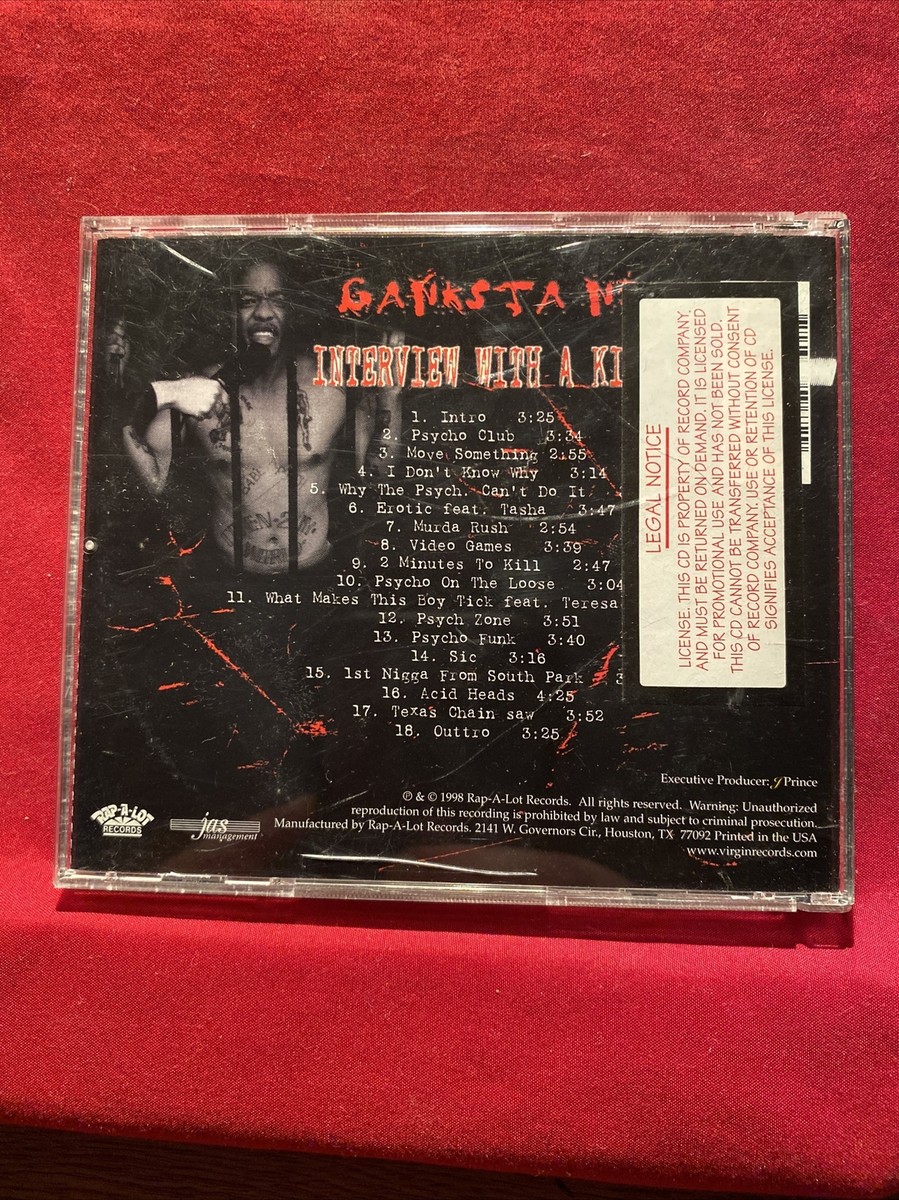 GANKSTA N
INTERVIEW WITH A KI
1. Intro 3:25
2. Psycho Club 3:34
3. Move Something 2:55
4. I Don't Know Why 3:14
5. Why The Psych. Can't Do It
6. Erotic feat. Tasha 3:47
7. Murda Rush 2:54
8. Video Games 3:39
9. 2 Minutes To Kill 2:47
10. Psycho On The Loose 3:04
11. What Makes This Boy Tick feat. Teresa
12. Psych Zone 3:51
13. Psycho Funk 3:40
14. Sic 3:16
15. 1st Nigga From South Park 3
16. Acid Heads 4:25
17. Texas Chain saw 3:52
18. Outtro 3:25
LEGAL NOTICE
LICENSE. THIS CD IS PROPERTY OF RECORD COMPANY
AND MUST BE RETURNED ON DEMAND. IT IS LICENSED
FOR PROMOTIONAL USE AND HAS NOT BEEN SOLD.
THIS CD CANNOT BE TRANSFERRED WITHOUT CONSENT
OF RECORD COMPANY. USE OR RETENTION OF CD
SIGNIFIES ACCEPTANCE OF THIS LICENSE.
Executive Producer: J Prince
℗ & © 1998 Rap-A-Lot Records. All rights reserved. Warning: Unauthorized
reproduction of this recording is prohibited by law and subject to criminal prosecution.
Manufactured by Rap-A-Lot Records. 2141 W. Governors Cir., Houston, TX 77092 Printed in the USA
www.virginrecords.com
RAP-A-LOT
RECORDS
jas
management